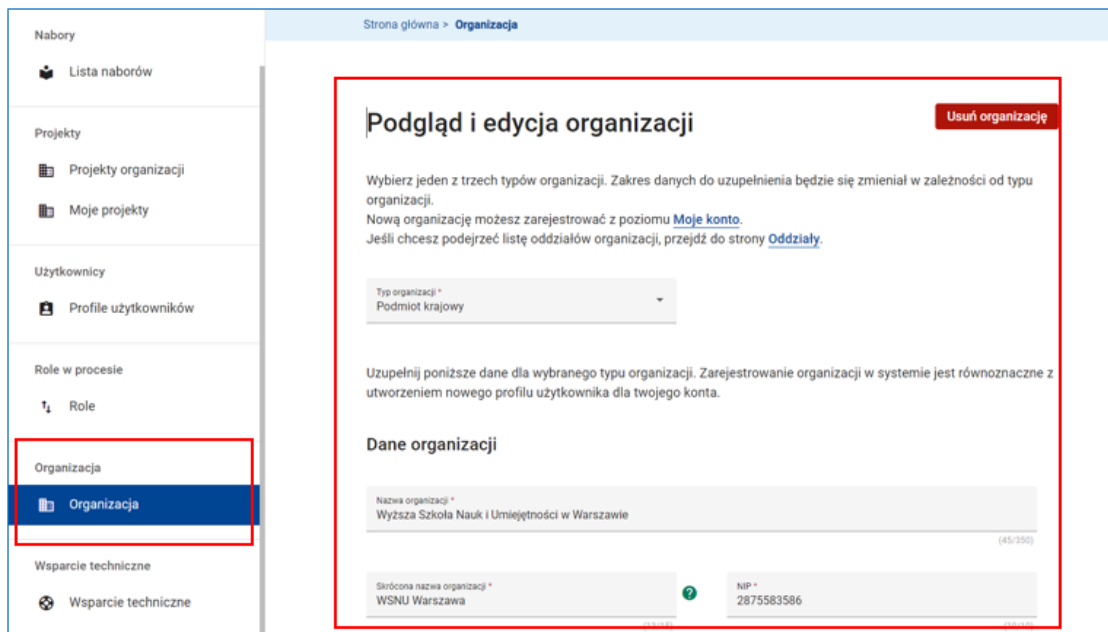 Nabory
Lista naborów
Projekty
Projekty organizacji
Moje projekty
Użytkownicy
Profile użytkowników
Role w procesie
Role
Organizacja
Organizacja
Wsparcie techniczne
Wsparcie techniczne
Strona główna > Organizacja
Podgląd i edycja organizacji
Usuń organizację
Wybierz jeden z trzech typów organizacji. Zakres danych do uzupełnienia będzie się zmieniał w zależności od typu
organizacji.
Nową organizację możesz zarejestrować z poziomu Moje konto.
Jeśli chcesz podejrzeć listę oddziałów organizacji, przejdź do strony Oddziały.
Typ organizacji *
Podmiot krajowy
Uzupełnij poniższe dane dla wybranego typu organizacji. Zarejestrowanie organizacji w systemie jest równoznaczne z
utworzeniem nowego profilu użytkownika dla twojego konta.
Dane organizacji
Nazwa organizacji *
Wyższa Szkoła Nauk i Umiejętności w Warszawie
(45/350)
Skrócona nazwa organizacji *
WSNU Warszawa
?
NIP *
2875583586